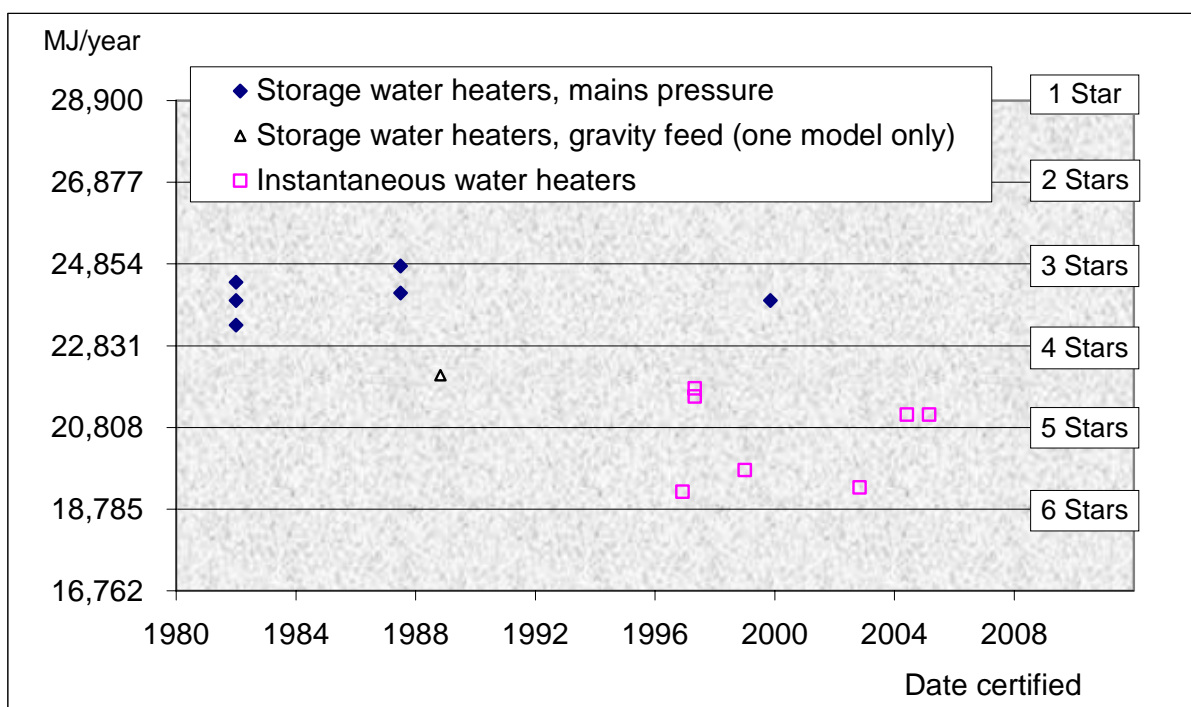 MJ/year
28,900
26,877
24,854
22,831
20,808
18,785
16,762
Storage water heaters, mains pressure
Storage water heaters, gravity feed (one model only)
Instantaneous water heaters
1 Star
2 Stars
3 Stars
4 Stars
5 Stars
6 Stars
1980 1984 1988 1992 1996 2000 2004 2008
Date certified